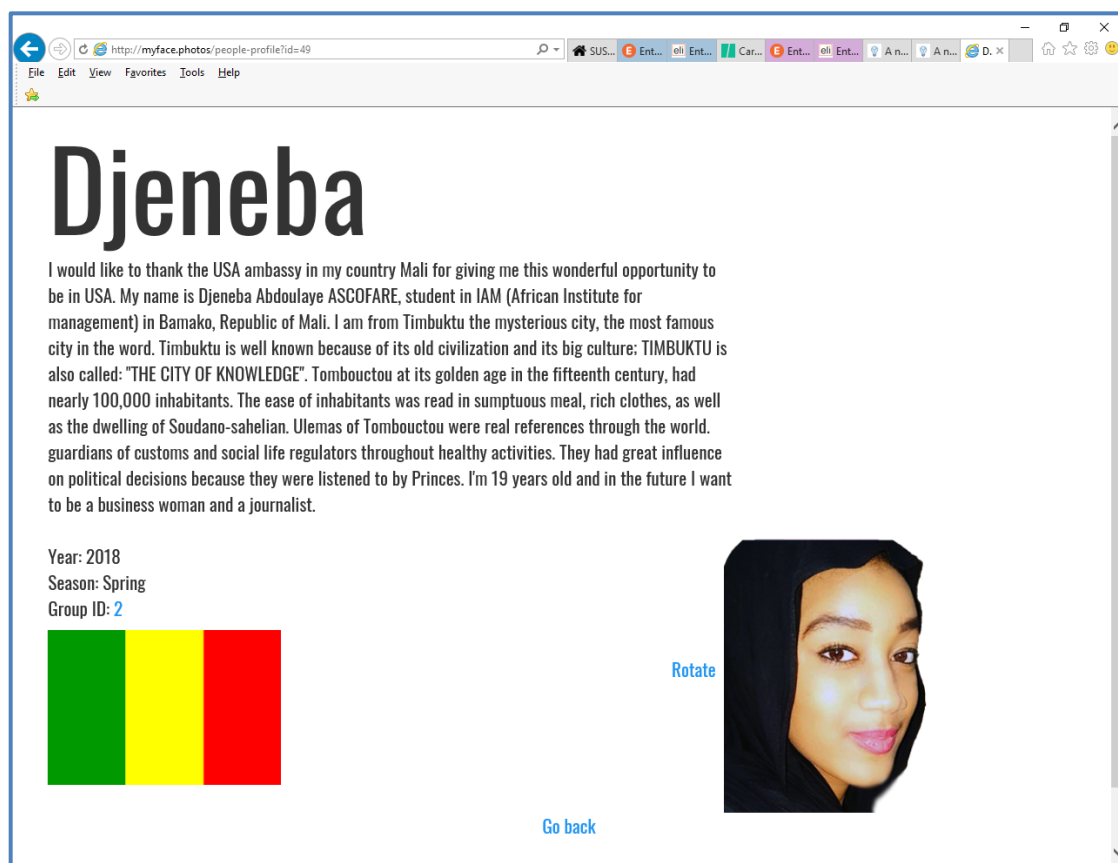 http://myface.photos/people-profile?id=49
SUS... Ent... eli Ent... Car... Ent... eli Ent... A n... A n... D.
File Edit View Favorites Tools Help
Djeneba
I would like to thank the USA ambassy in my country Mali for giving me this wonderful opportunity to
be in USA. My name is Djeneba Abdoulaye ASCOFARE, student in IAM (African Institute for
management) in Bamako, Republic of Mali. I am from Timbuktu the mysterious city, the most famous
city in the word. Timbuktu is well known because of its old civilization and its big culture; TIMBUKTU is
also called: "THE CITY OF KNOWLEDGE". Tombouctou at its golden age in the fifteenth century, had
nearly 100,000 inhabitants. The ease of inhabitants was read in sumptuous meal, rich clothes, as well
as the dwelling of Soudano-sahelian. Ulemas of Tombouctou were real references through the world.
guardians of customs and social life regulators throughout healthy activities. They had great influence
on political decisions because they were listened to by Princes. I'm 19 years old and in the future I want
to be a business woman and a journalist.
Year: 2018
Season: Spring
Group ID: 2
Rotate
Go back